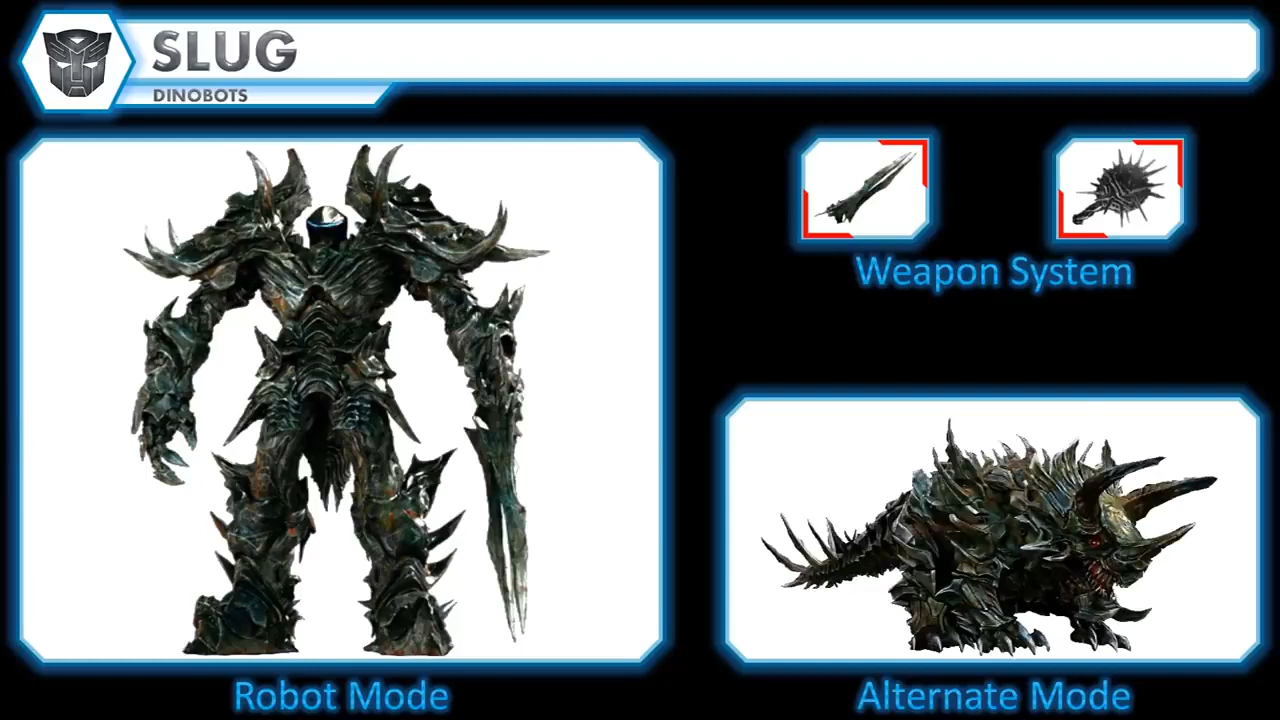 SLUG
DINOBOTS
Weapon System
Robot Mode
Alternate Mode